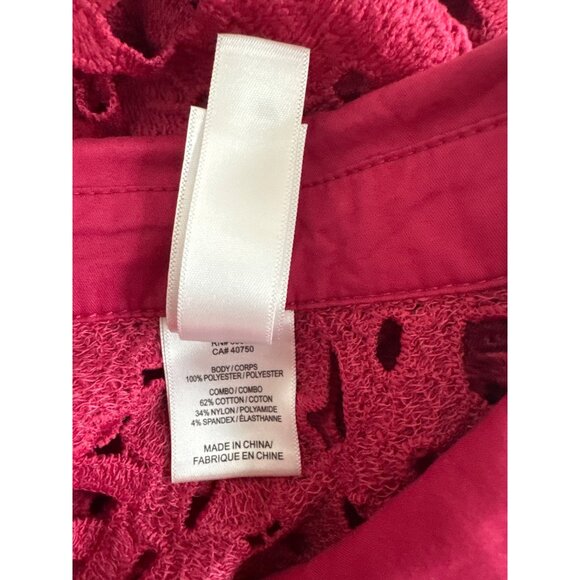 CA# 40750
BODY / CORPS
100% POLYESTER / POLYESTER
COMBO / COMBO
62% COTTON / COTON
34% NYLON / POLYAMIDE
4% SPANDEX / ÉLASTHANNE
MADE IN CHINA/
FABRIQUE EN CHINE